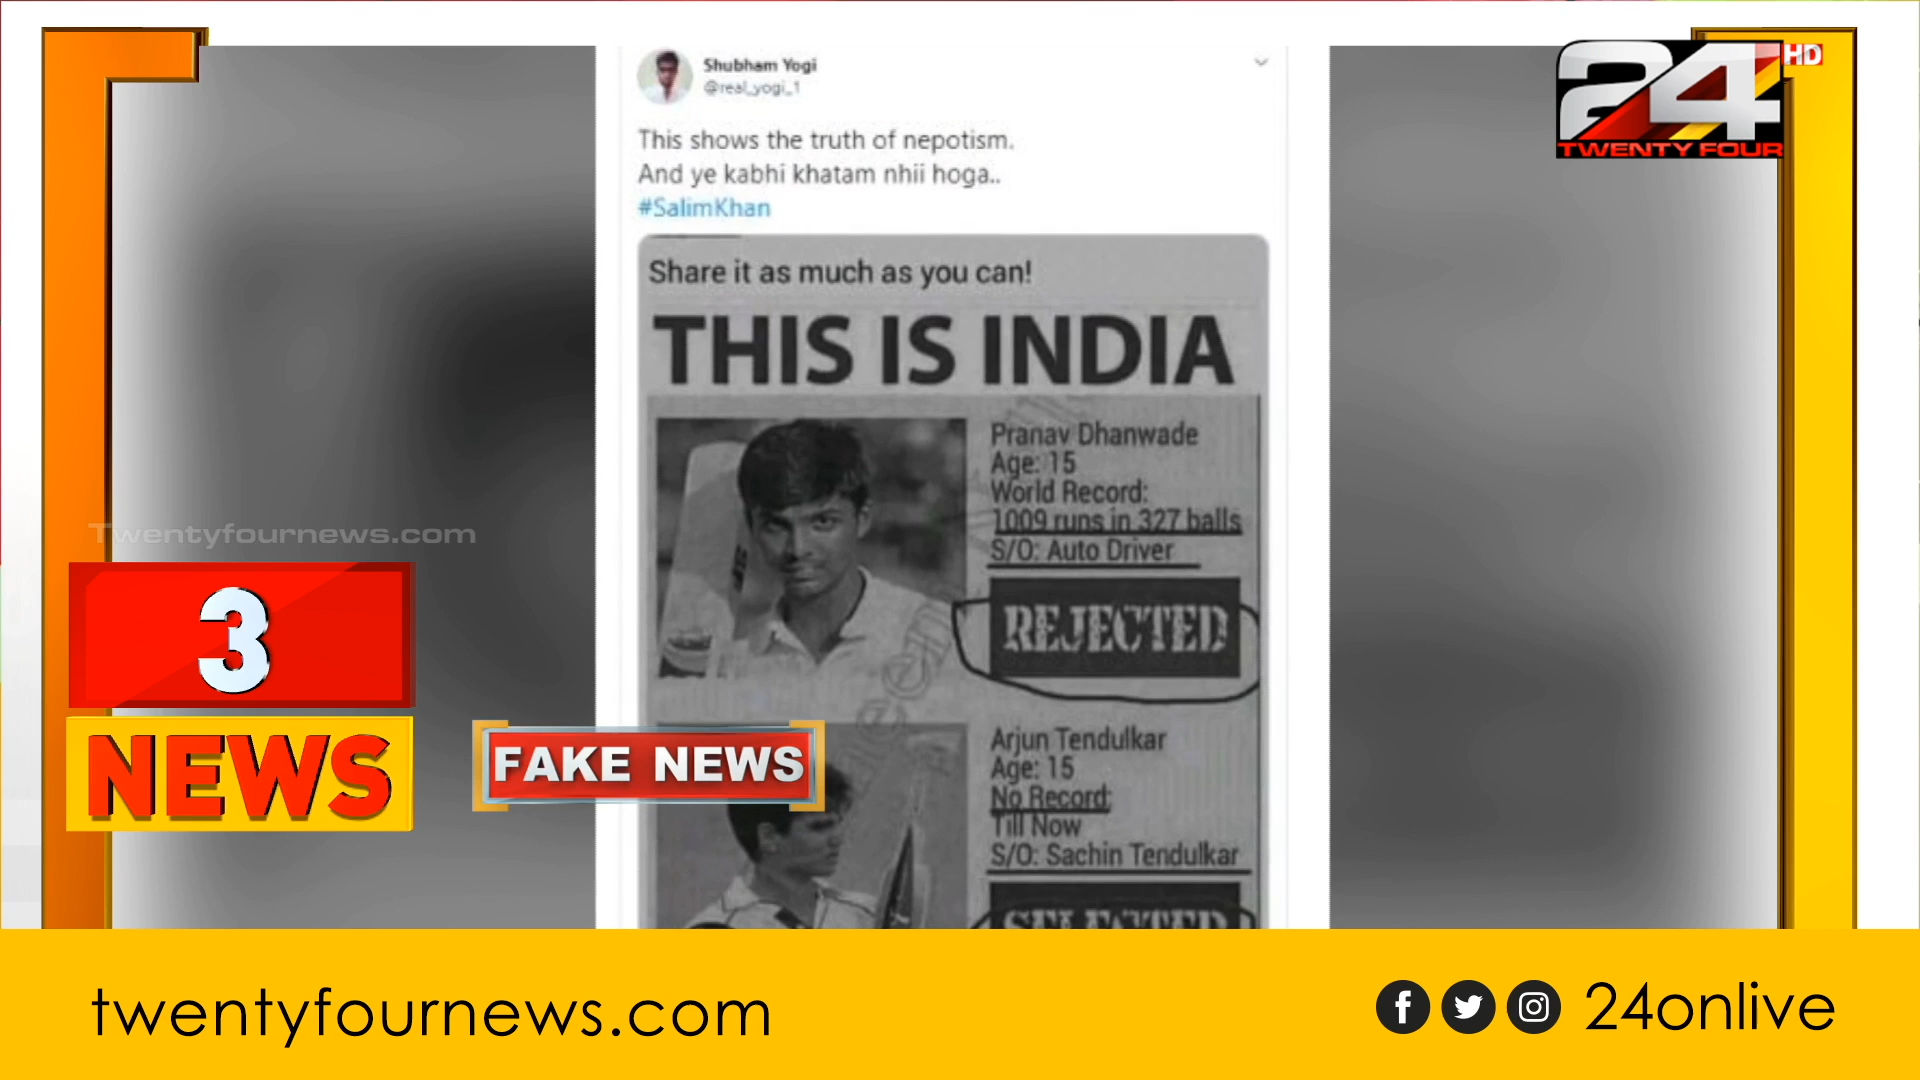 Shubham Yogi
@real_yogi_1
This shows the truth of nepotism.
And ye kabhi khatam nhii hoga..
#SalimKhan
Share it as much as you can!
THIS IS INDIA
Pranav Dhanwade
Age: 15
World Record:
1009 runs in 327 balls
S/O: Auto Driver
REJECTED
Arjun Tendulkar
Age: 15
No Record:
Till Now
S/O: Sachin Tendulkar
SELECTED
24 HD
TWENTY FOUR
Twentyfournews.com
3
NEWS
FAKE NEWS
twentyfournews.com
24onlive